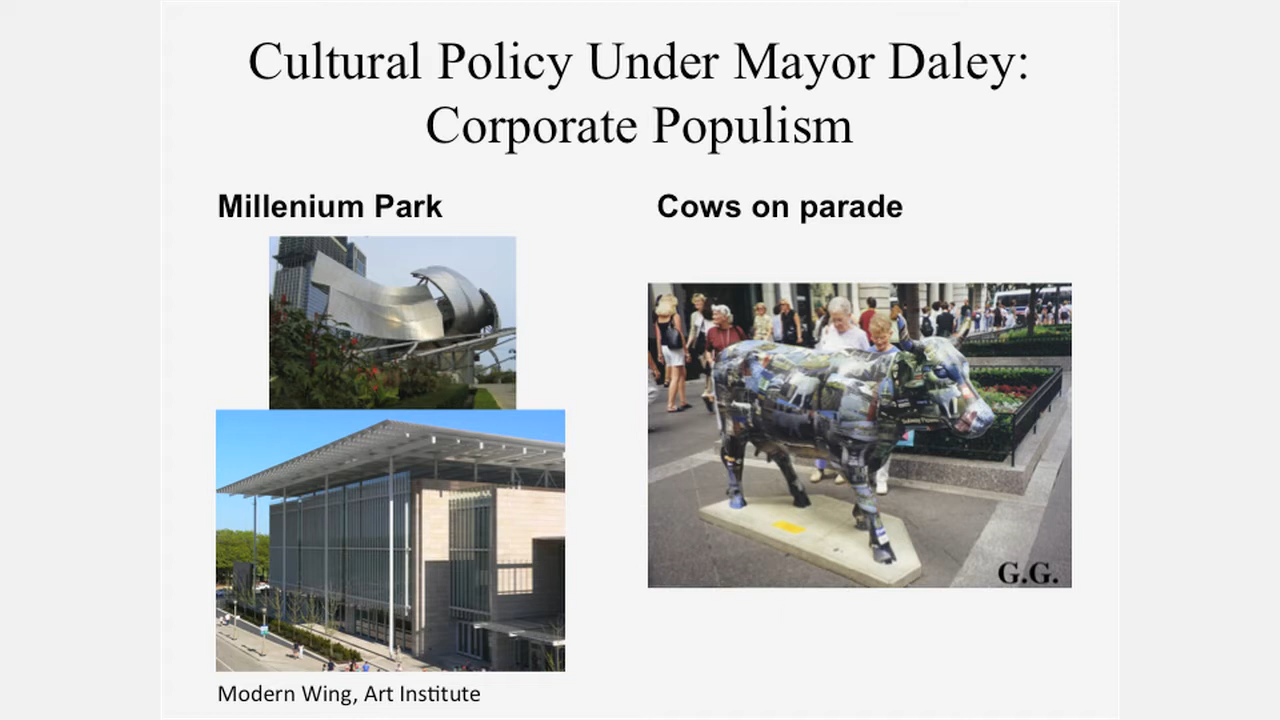 Cultural Policy Under Mayor Daley:
Corporate Populism
Millenium Park
Cows on parade
G.G.
Modern Wing, Art Institute